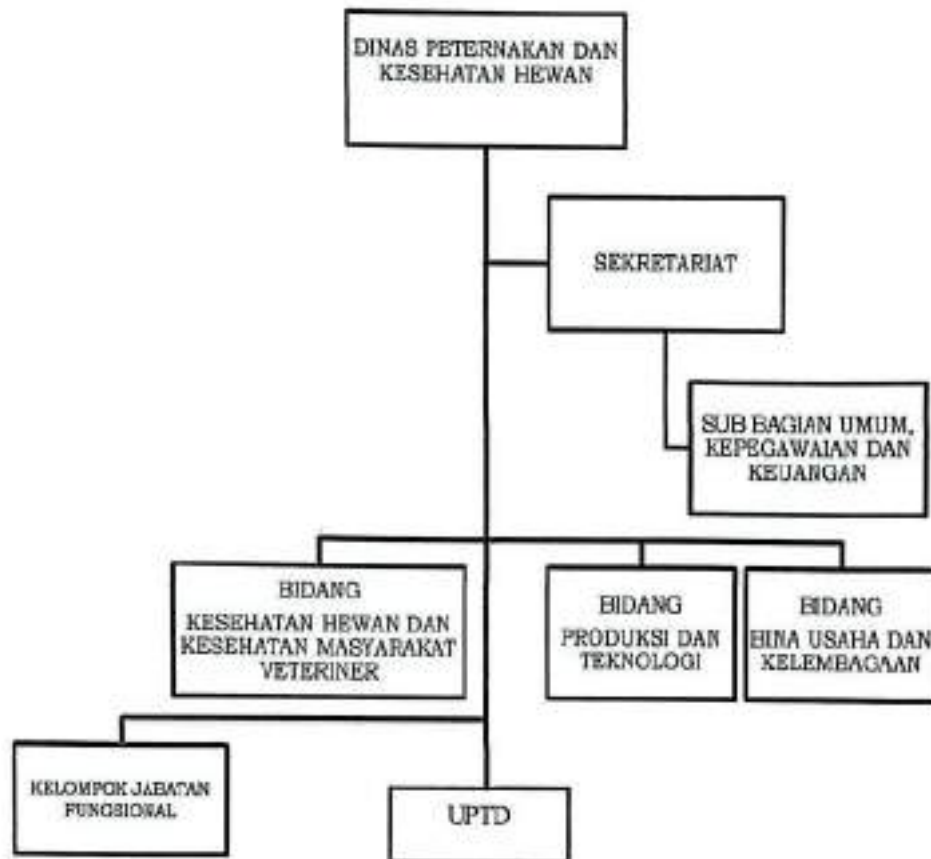 DINAS PETERNAKAN DAN
KESEHATAN HEWAN
SEKRETARIAT
SUB BAGIAN UMUM,
KEPEGAWAIAN DAN
KEUANGAN
BIDANG
KESEHATAN HEWAN DAN
KESEHATAN MASYARAKAT
VETERINER
BIDANG
PRODUKSI DAN
TEKNOLOGI
BIDANG
BINA USAHA DAN
KELEMBAGAAN
KELOMPOK JABATAN
FUNGSIONAL
UPTD